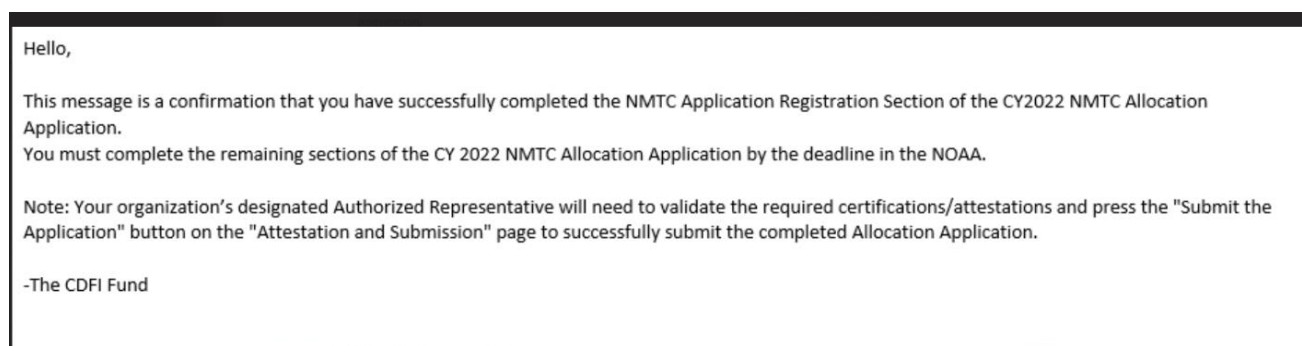 Hello,
This message is a confirmation that you have successfully completed the NMTC Application Registration Section of the CY2022 NMTC Allocation
Application.
You must complete the remaining sections of the CY 2022 NMTC Allocation Application by the deadline in the NOAA.
Note: Your organization’s designated Authorized Representative will need to validate the required certifications/attestations and press the "Submit the
Application" button on the "Attestation and Submission" page to successfully submit the completed Allocation Application.
-The CDFI Fund